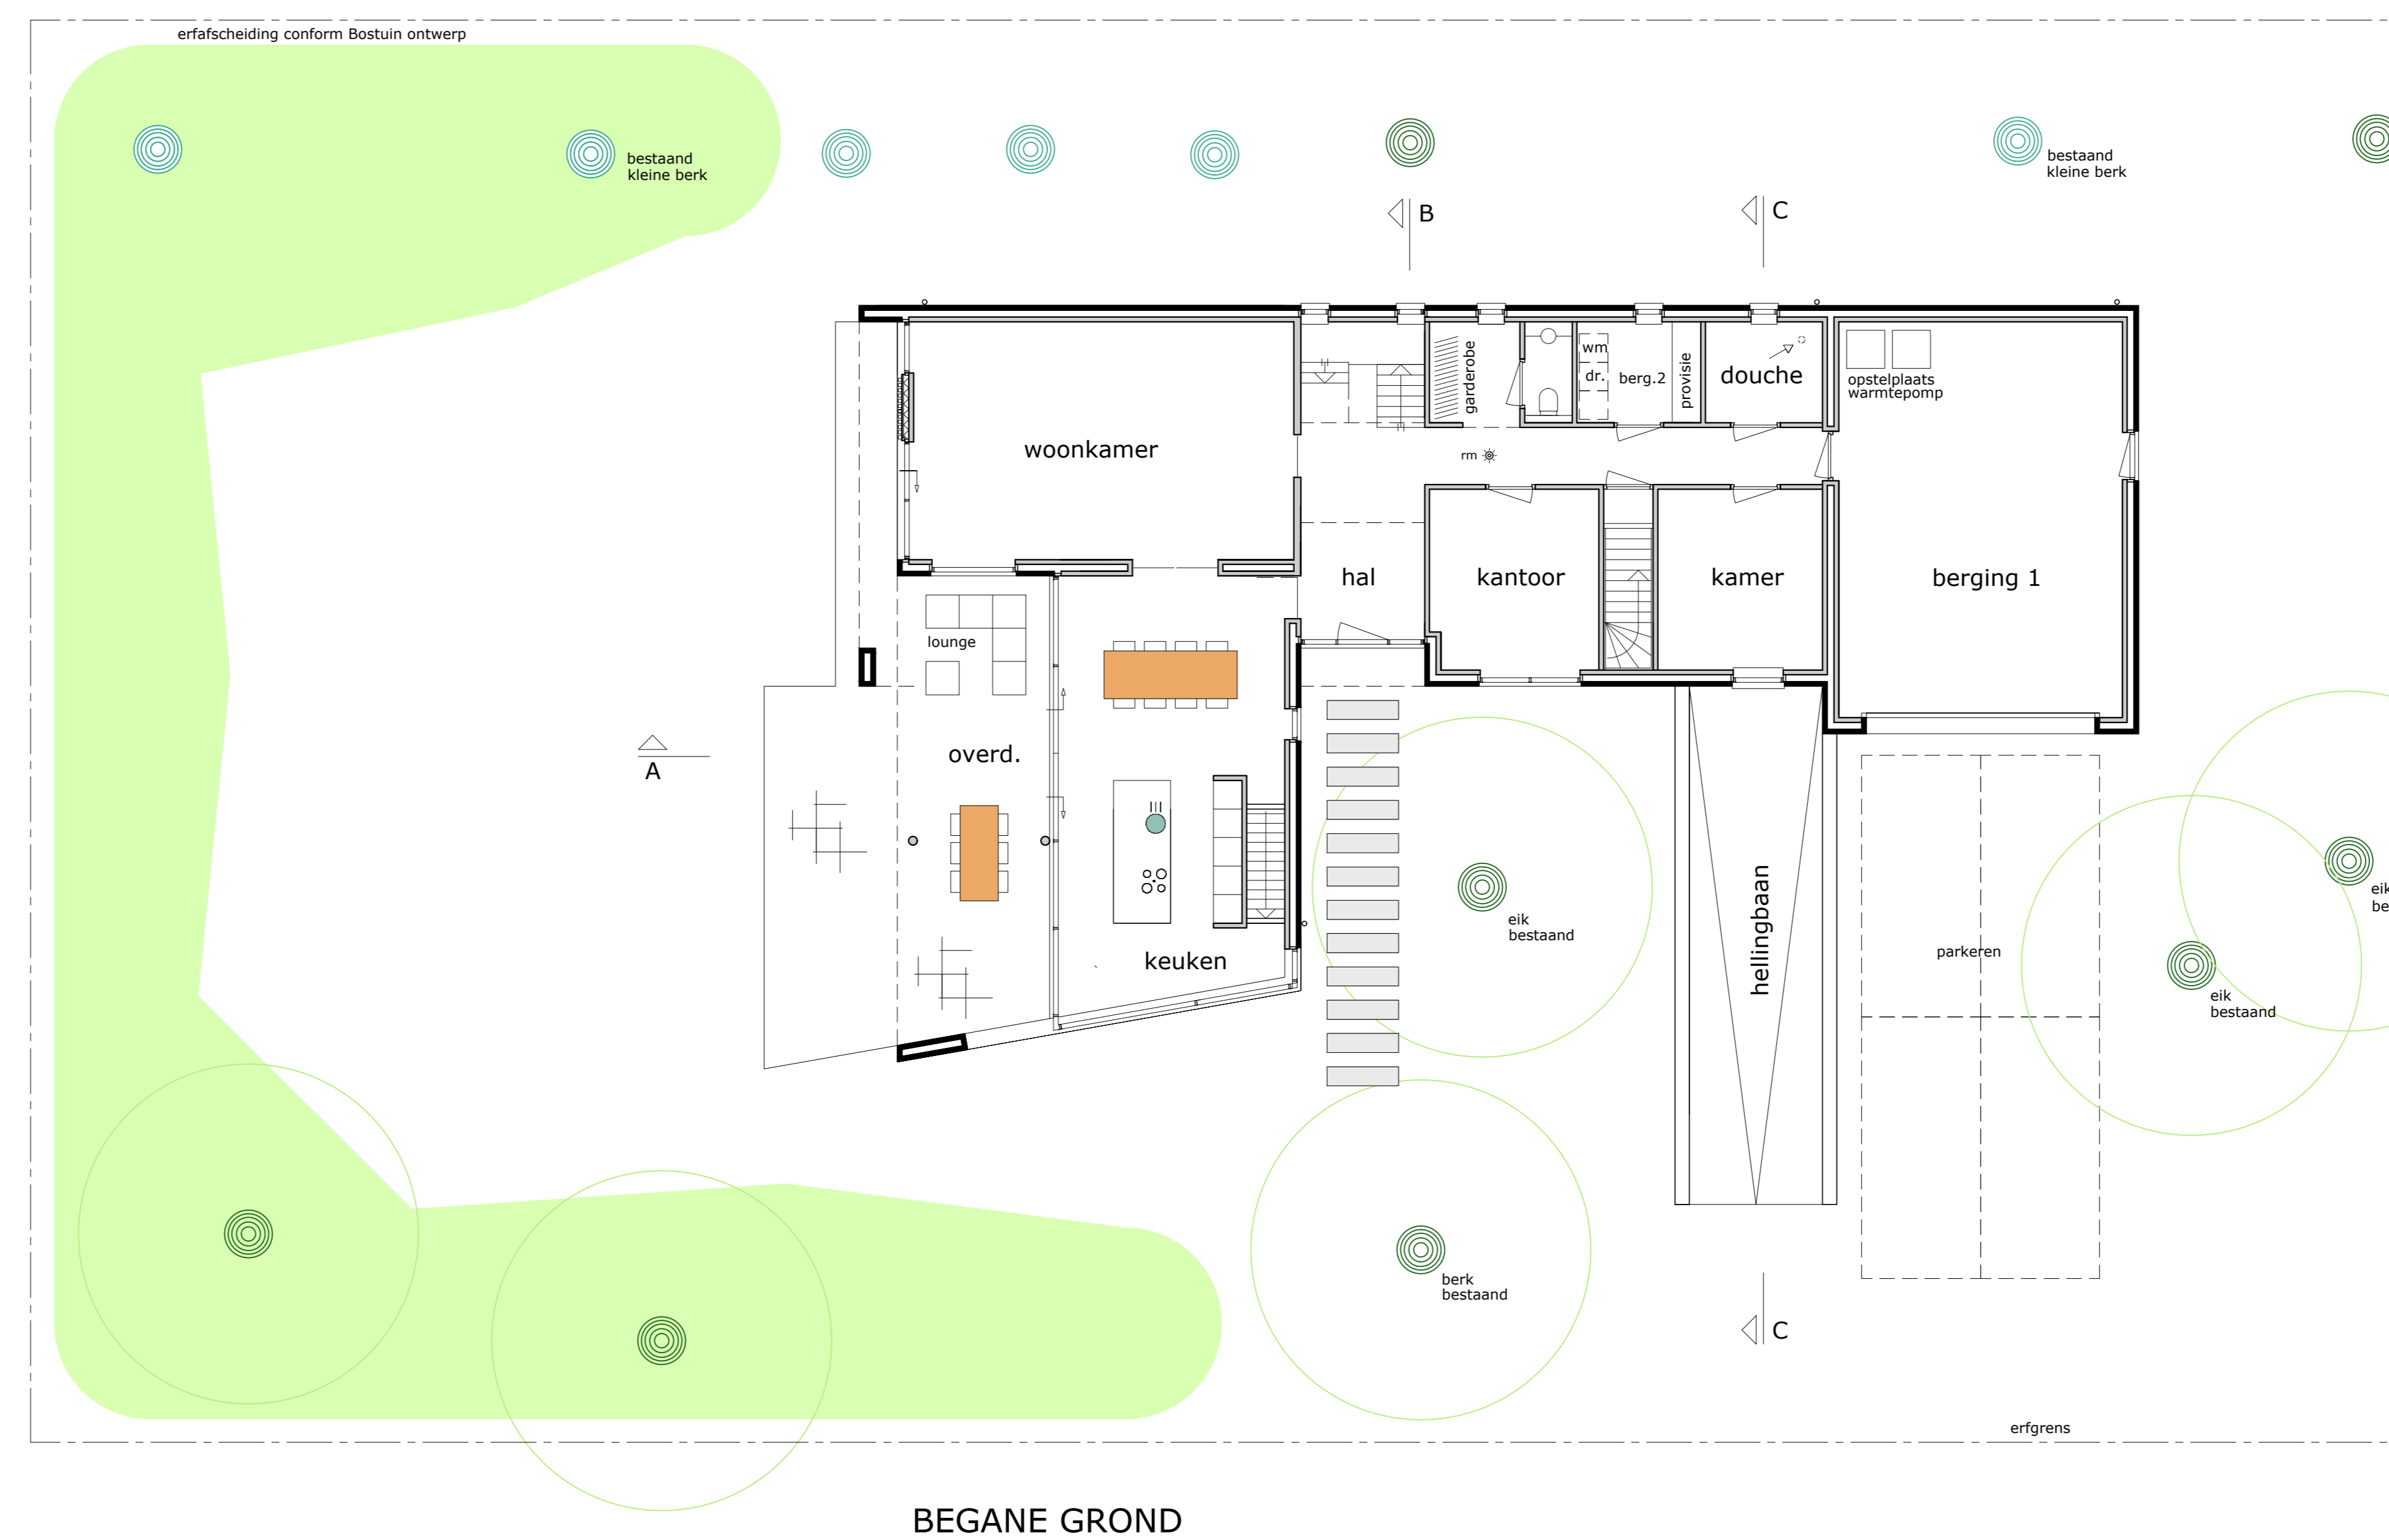 erfafscheiding conform Bostuin ontwerp
bestaand
kleine berk
bestaand
kleine berk
B
C
garderobe
wm
dr.
berg.2
provisie
douche
opstelplaats
warmtepomp
woonkamer
rm
hal
kantoor
kamer
berging 1
lounge
overd.
A
keuken
eik
bestaand
hellingbaan
parkeren
eik
be
eik
bestaand
berk
bestaand
C
erfgrens
BEGANE GROND